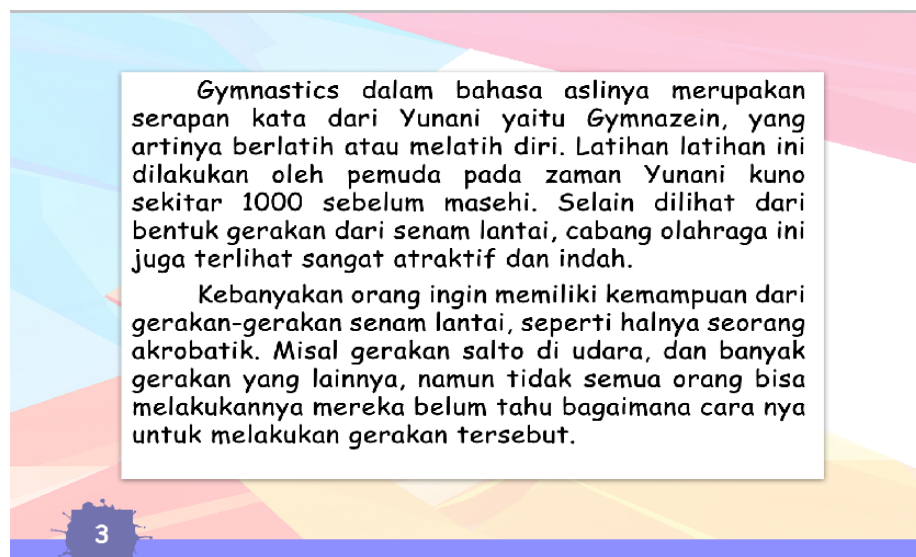 Gymnastics dalam bahasa aslinya merupakan
serapan kata dari Yunani yaitu Gymnazein, yang
artinya berlatih atau melatih diri. Latihan latihan ini
dilakukan oleh pemuda pada zaman Yunani kuno
sekitar 1000 sebelum masehi. Selain dilihat dari
bentuk gerakan dari senam lantai, cabang olahraga ini
juga terlihat sangat atraktif dan indah.
Kebanyakan orang ingin memiliki kemampuan dari
gerakan-gerakan senam lantai, seperti halnya seorang
akrobatik. Misal gerakan salto di udara, dan banyak
gerakan yang lainnya, namun tidak semua orang bisa
melakukannya mereka belum tahu bagaimana cara nya
untuk melakukan gerakan tersebut.
3